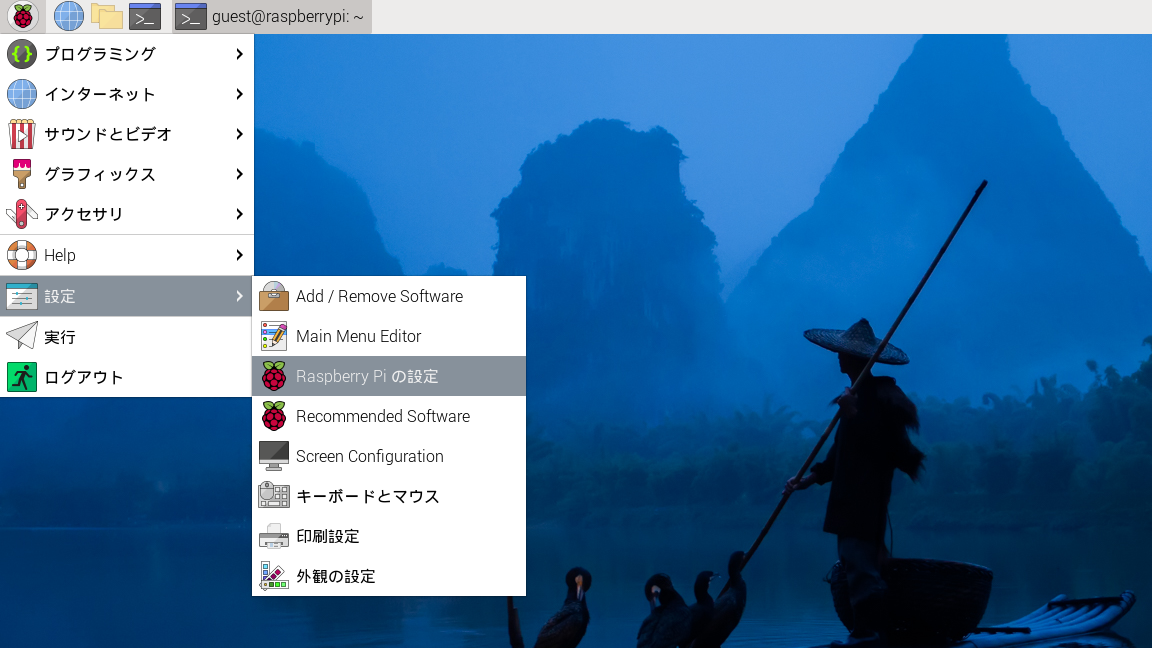 guest@raspberrypi: ~
プログラミング
インターネット
サウンドとビデオ
グラフィックス
アクセサリ
Help
設定
実行
ログアウト
Add / Remove Software
Main Menu Editor
Raspberry Pi の設定
Recommended Software
Screen Configuration
キーボードとマウス
印刷設定
外観の設定